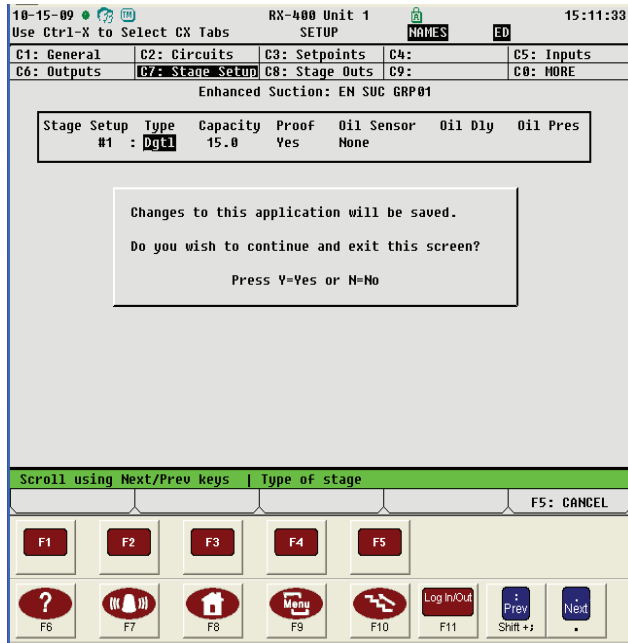 10-15-09 TM RX-400 Unit 1 15:11:33
Use Ctrl-X to Select CX Tabs SETUP NAMES ED
C1: General C2: Circuits C3: Setpoints C4: C5: Inputs
C6: Outputs C7: Stage Setup C8: Stage Outs C9: C0: MORE
Enhanced Suction: EN SUC GRP01
Stage Setup Type Capacity Proof Oil Sensor Oil Dly Oil Pres
#1 : Dgtl 15.0 Yes None
Changes to this application will be saved.
Do you wish to continue and exit this screen?
Press Y=Yes or N=No
Scroll using Next/Prev keys | Type of stage
F5: CANCEL
F1 F2 F3 F4 F5
? Menu Log In/Out : Prev . Next
F6 F7 F8 F9 F10 F11 Shift +; .